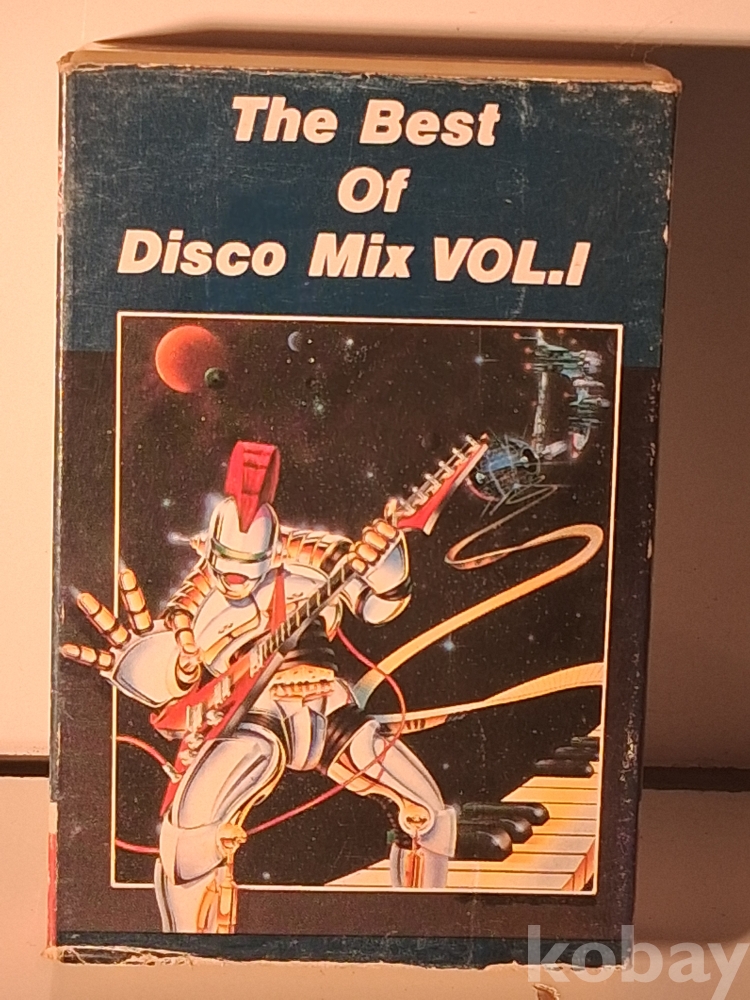 The Best
Of
Disco Mix VOL.I
kobay